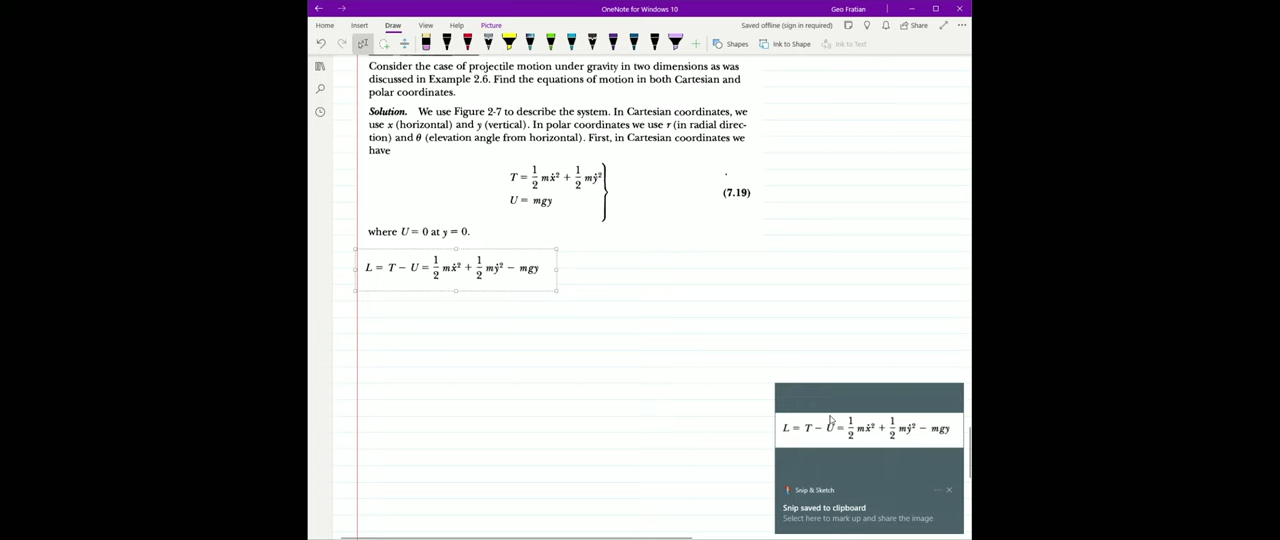 OneNote for Windows 10
Geo Fratian
Home Insert Draw View Help Picture
Saved offline (sign in required)
Share
Shapes
Ink to Shape
Ink to Text
Consider the case of projectile motion under gravity in two dimensions as was
discussed in Example 2.6. Find the equations of motion in both Cartesian and
polar coordinates.
Solution. We use Figure 2-7 to describe the system. In Cartesian coordinates, we
use x (horizontal) and y (vertical). In polar coordinates we use r (in radial direc-
tion) and θ (elevation angle from horizontal). First, in Cartesian coordinates we
have
T = 1/2 mẋ² + 1/2 mẏ²
U = mgy
(7.19)
where U = 0 at y = 0.
L = T − U = 1/2 mẋ² + 1/2 mẏ² − mgy
L = T − U = 1/2 mẋ² + 1/2 mẏ² − mgy
Snip & Sketch
Snip saved to clipboard
Select here to mark up and share the image